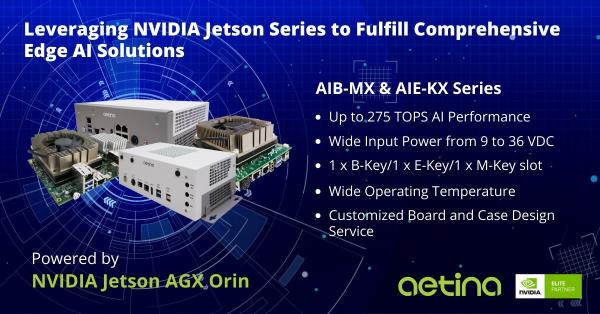 Leveraging NVIDIA Jetson Series to Fulfill Comprehensive
Edge AI Solutions
AIB-MX & AIE-KX Series
• Up to 275 TOPS AI Performance
• Wide Input Power from 9 to 36 VDC
• 1 x B-Key/1 x E-Key/1 x M-Key slot
• Wide Operating Temperature
• Customized Board and Case Design
Service
aetina
aetina
Powered by
NVIDIA Jetson AGX Orin
aetina
NVIDIA
ELITE
PARTNER